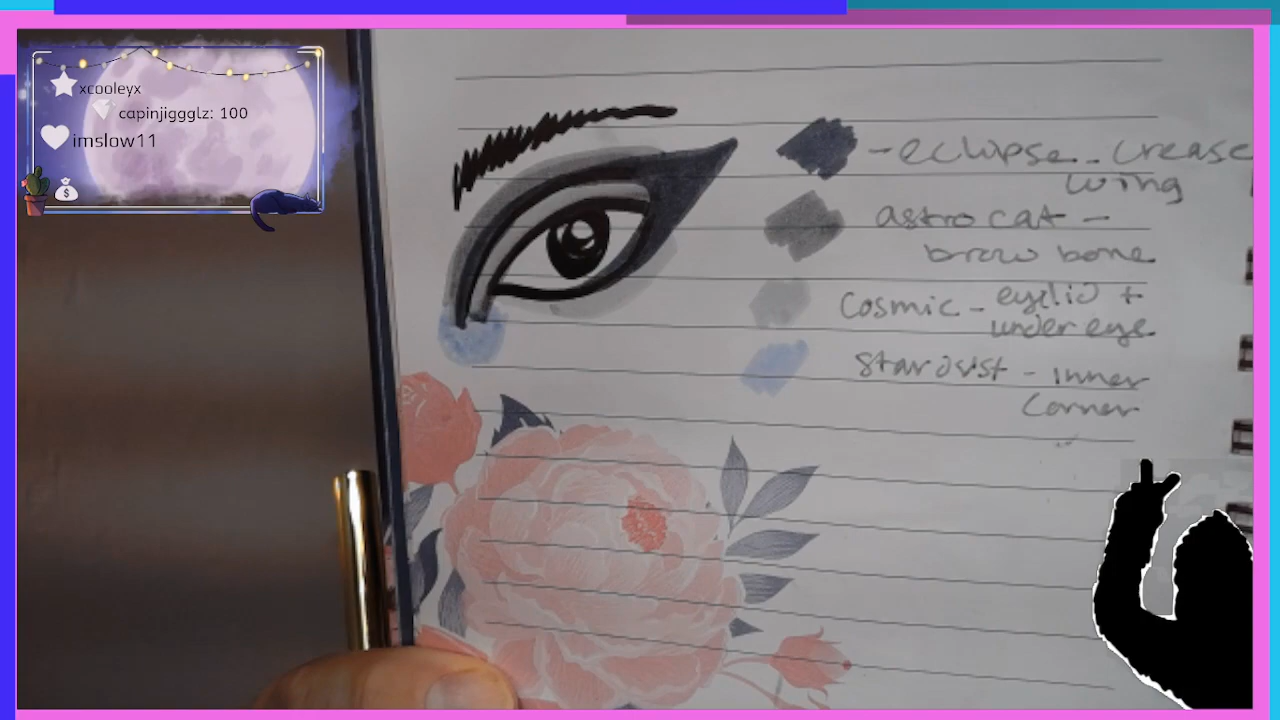 xcooleyx
capinjiggglz: 100
imslow11
$
- eclipse - crease
wing
astro cat -
brow bone
Cosmic - eyelid +
under eye
Stardust - inner
Corner